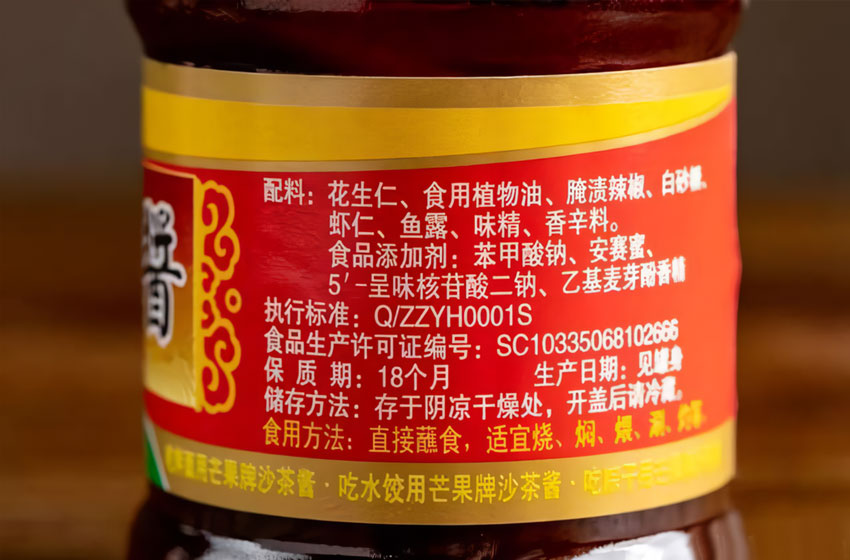 酱
配料：花生仁、食用植物油、腌渍辣椒、白砂糖、
虾仁、鱼露、味精、香辛料。
食品添加剂：苯甲酸钠、安赛蜜、
5′-呈味核苷酸二钠、乙基麦芽酚香精
执行标准：Q/ZZYH0001S
食品生产许可证编号：SC10335068102666
保 质 期：18个月 生产日期：见罐身
储存方法：存于阴凉干燥处，开盖后请冷藏。
食用方法：直接蘸食，适宜烧、焖、煨、涮、炒等。
用芒果牌沙茶酱·吃水饺用芒果牌沙茶酱·吃